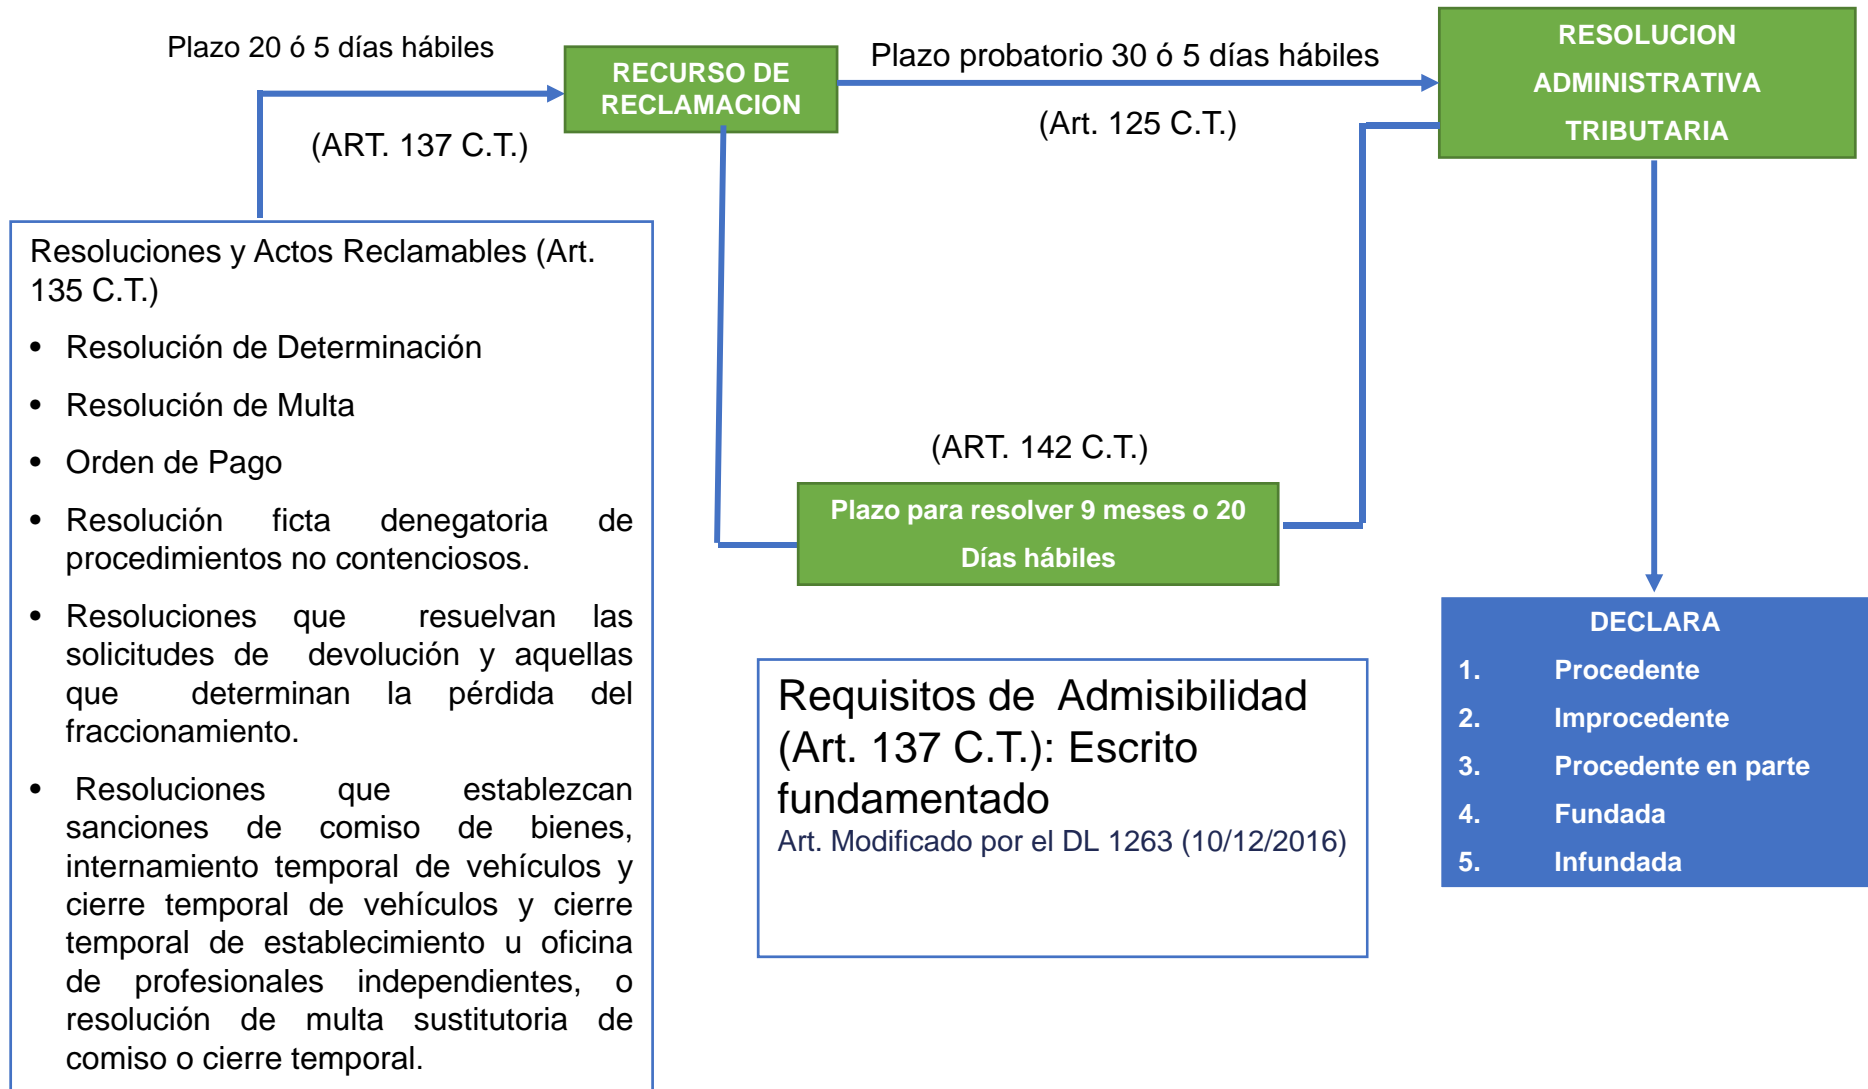 Plazo 20 ó 5 días hábiles
(ART. 137 C.T.)
RECURSO DE
RECLAMACION
Plazo probatorio 30 ó 5 días hábiles
(Art. 125 C.T.)
RESOLUCION
ADMINISTRATIVA
TRIBUTARIA
Resoluciones y Actos Reclamables (Art.
135 C.T.)
• Resolución de Determinación
• Resolución de Multa
• Orden de Pago
• Resolución ficta denegatoria de
procedimientos no contenciosos.
• Resoluciones que resuelvan las
solicitudes de devolución y aquellas
que determinan la pérdida del
fraccionamiento.
• Resoluciones que establezcan
sanciones de comiso de bienes,
internamiento temporal de vehículos y
cierre temporal de vehículos y cierre
temporal de establecimiento u oficina
de profesionales independientes, o
resolución de multa sustitutoria de
comiso o cierre temporal.
(ART. 142 C.T.)
Plazo para resolver 9 meses o 20
Días hábiles
Requisitos de Admisibilidad
(Art. 137 C.T.): Escrito
fundamentado
Art. Modificado por el DL 1263 (10/12/2016)
DECLARA
1. Procedente
2. Improcedente
3. Procedente en parte
4. Fundada
5. Infundada